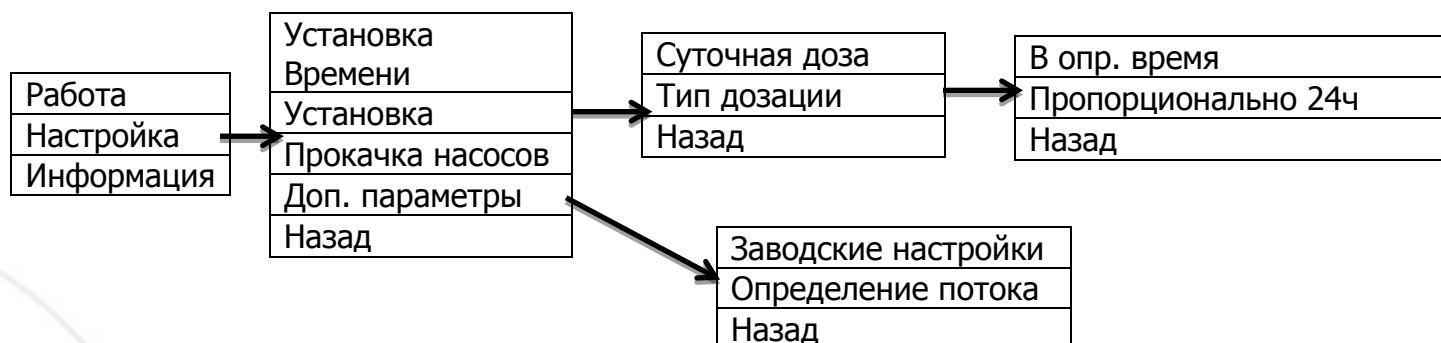 Работа
Настройка
Информация
Установка
Времени
Установка
Прокачка насосов
Доп. параметры
Назад
Суточная доза
Тип дозации
Назад
В опр. время
Пропорционально 24ч
Назад
Заводские настройки
Определение потока
Назад